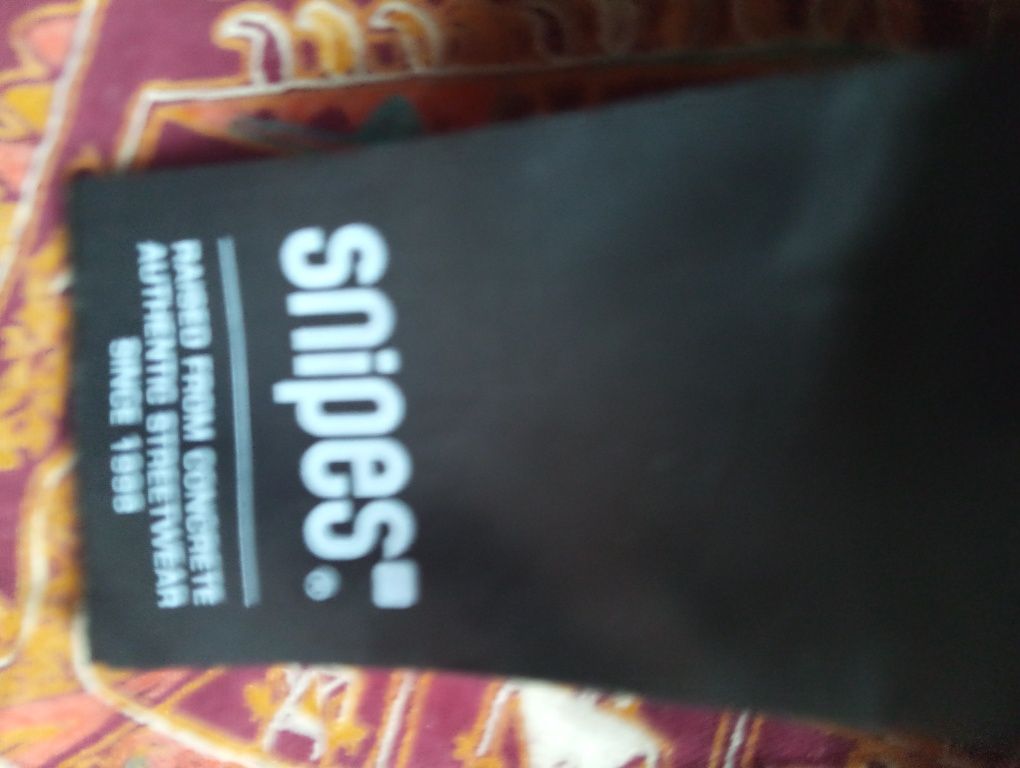 snipes®
RAISED FROM CONCRETE
AUTHENTIC STREETWEAR
SINCE 1998